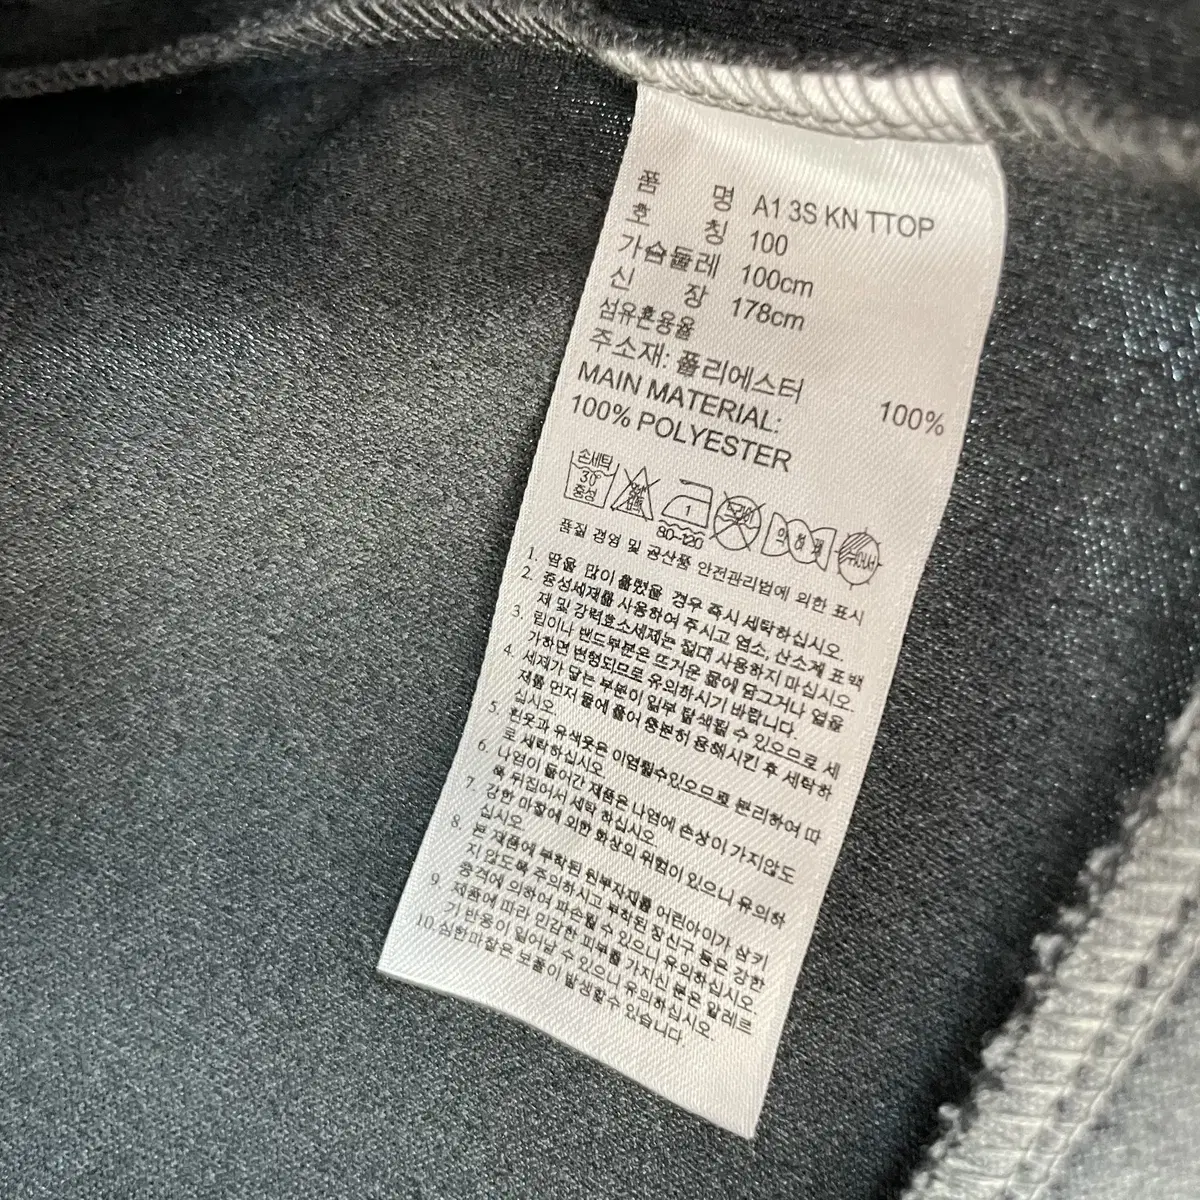 품 명 A1 3S KN TTOP
호 칭 100
가슴둘레 100cm
신 장 178cm
섬유혼용율
주소재: 폴리에스터 100%
MAIN MATERIAL:
100% POLYESTER
손세탁
30°
중성
1
80-120
드라이
품질 경영 및 공산품 안전관리법에 의한 표시
1. 땀을 많이 흘렸을 경우 즉시 세탁하십시오
2. 중성세제를 사용하여 주시고 염소, 산소계 표백
제 및 강력효소세제는 절대 사용하지 마십시오
3. 립이나 밴드부분은 뜨거운 물에 담그거나 열을
가하면 변형되므로 유의하시기 바랍니다.
4. 세제가 닿는 부분이 일부 탈색될 수 있으므로 세
제를 먼저 물에 풀어 충분히 용해시킨 후 세탁하
십시오
5. 흰옷과 유색옷은 이염될수있으므로 분리하여 따
로 세탁하십시오
6. 나염이 들어간 제품은 나염에 손상이 가지않도
록 뒤집어서 세탁 하십시오
7. 강한 마찰에 의한 화상의 위험이 있으니 유의하
십시오.
8. 본 제품에 부착된 원부자재를 어린아이가 삼키
지 않도록 주의하시고 부착된 장신구 등은 강한
충격에 의하여 파손될 수 있으니 유의하십시오.
9. 제품에 따라 민감한 피부를 가지신 분은 알레르
기 반응이 일어날 수 있으니 유의하십시오.
10. 심한마찰은 보풀이 발생할수 있습니다